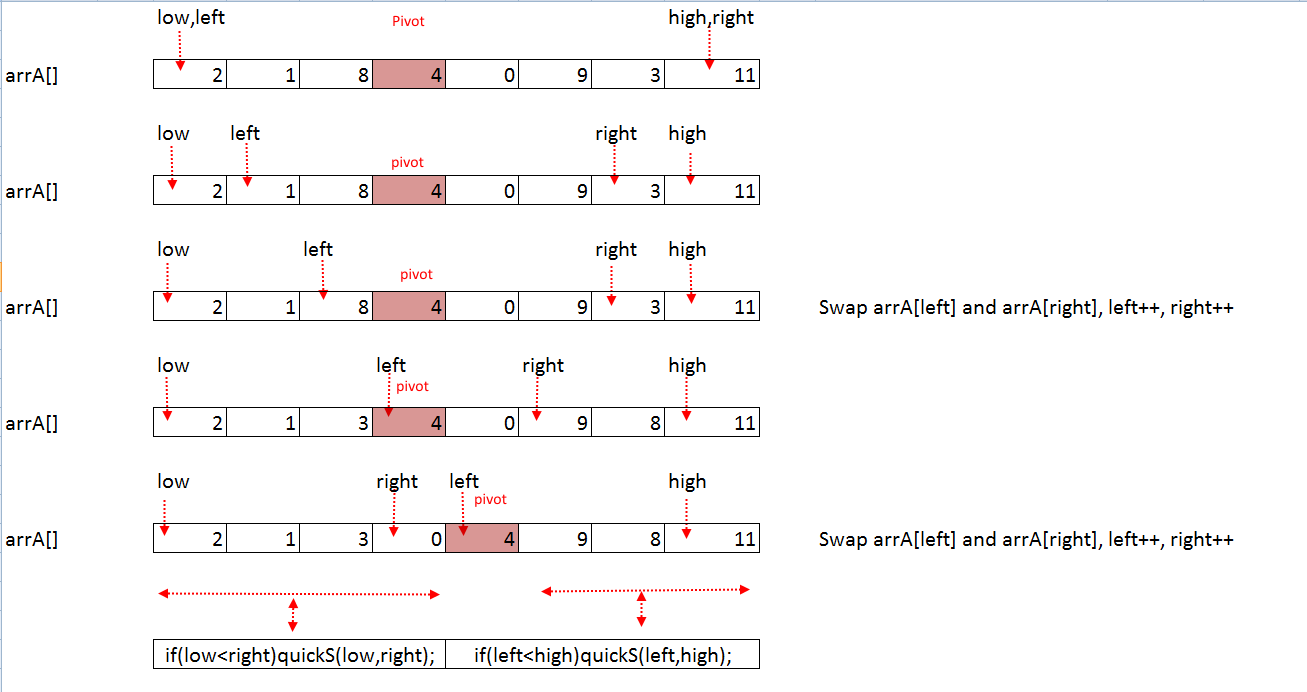 low,left Pivot high,right
arrA[] 2 1 8 4 0 9 3 11
low left right high
pivot
arrA[] 2 1 8 4 0 9 3 11
low left right high
pivot
arrA[] 2 1 8 4 0 9 3 11 Swap arrA[left] and arrA[right], left++, right++
low left right high
pivot
arrA[] 2 1 3 4 0 9 8 11
low right left high
pivot
arrA[] 2 1 3 0 4 9 8 11 Swap arrA[left] and arrA[right], left++, right++
if(low<right)quickS(low,right); if(left<high)quickS(left,high);